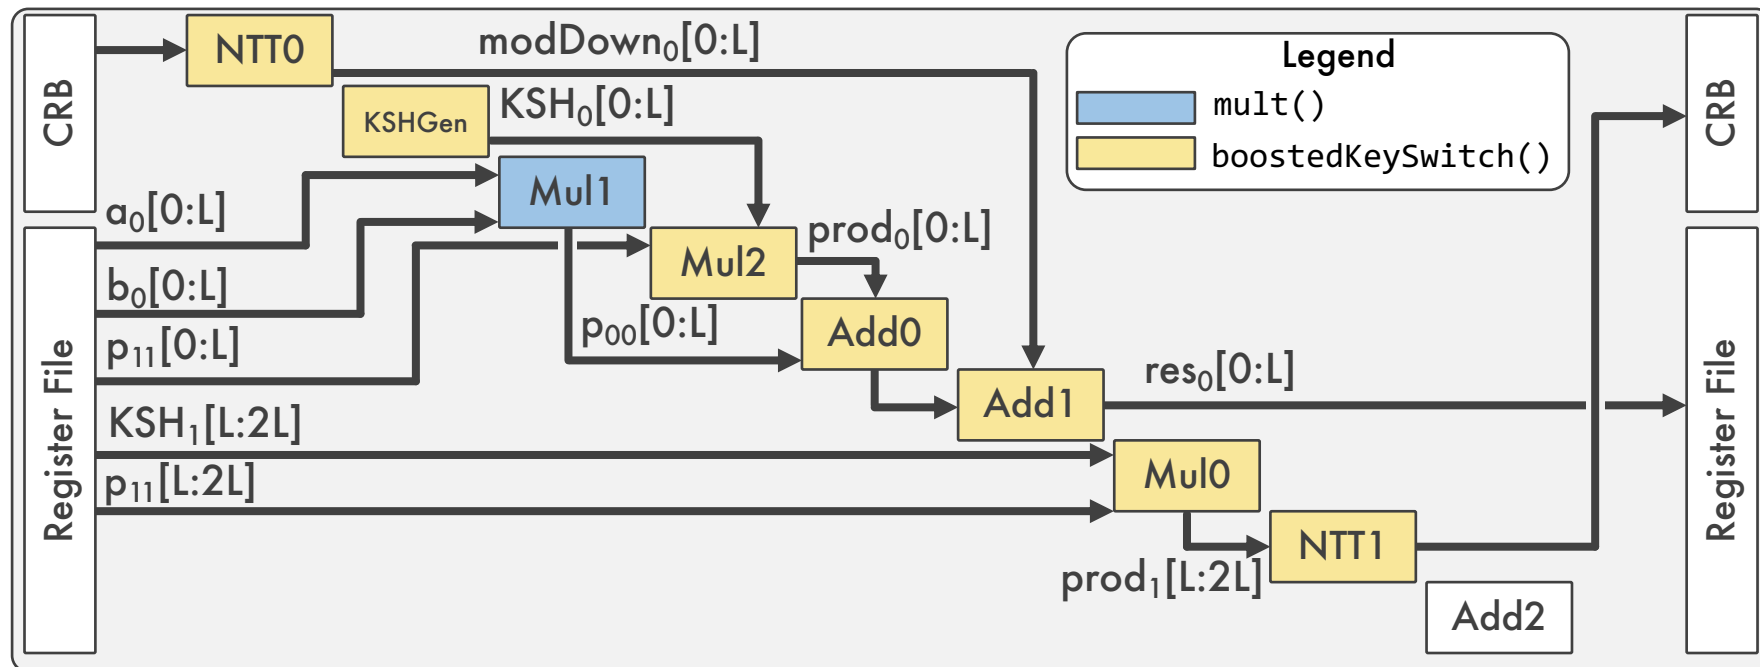 CRB
NTT0
modDown₀[0:L]
Legend
mult()
boostedKeySwitch()
CRB
KSHGen
KSH₀[0:L]
Mul1
a₀[0:L]
Mul2
prod₀[0:L]
Register File
b₀[0:L]
p₁₁[0:L]
p₀₀[0:L]
Add0
Add1
res₀[0:L]
Register File
KSH₁[L:2L]
p₁₁[L:2L]
Mul0
NTT1
prod₁[L:2L]
Add2